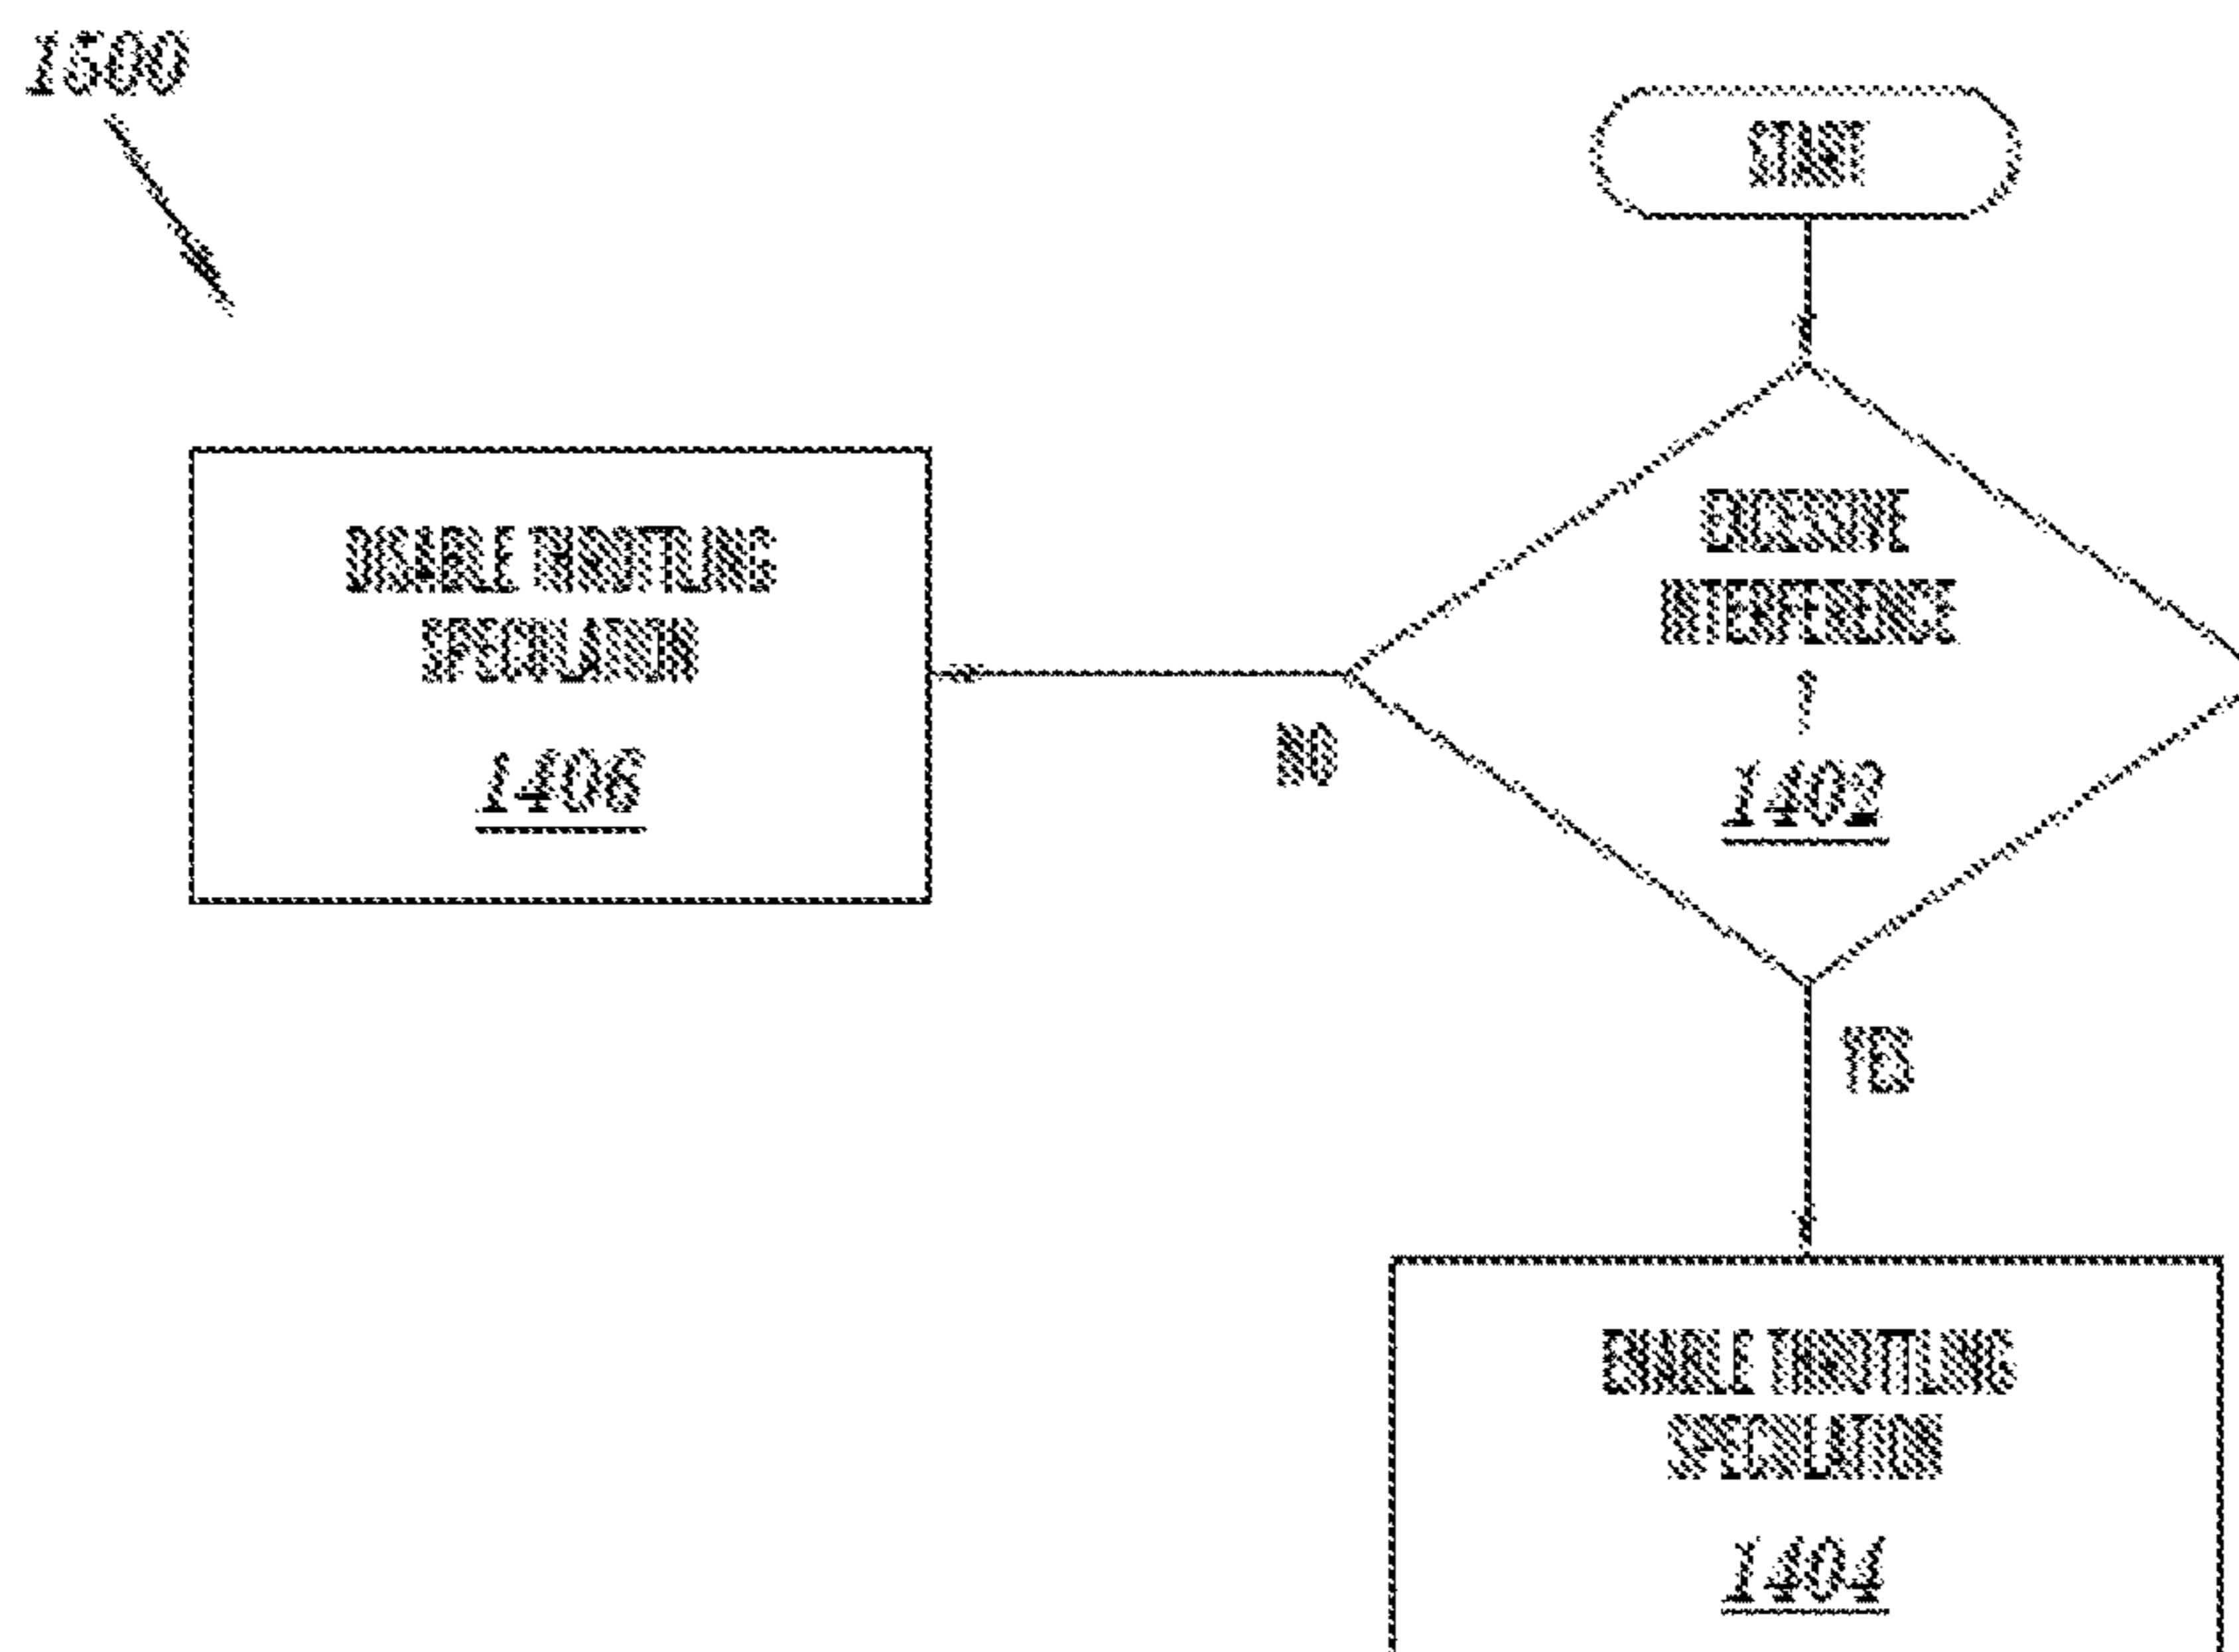 1500
START
EXCESSIVE
INTERFERENCE
?
1402
NO
DISABLE THROTTLING
SPECULATION
1406
YES
ENABLE THROTTLING
SPECULATION
1404